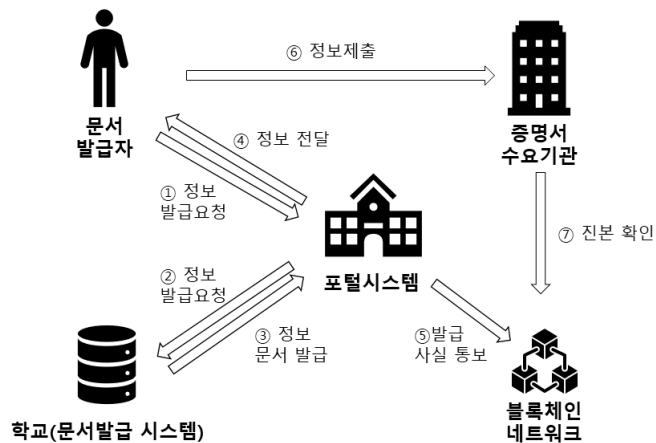 ⑥ 정보제출
문서
발급자
증명서
수요기관
④ 정보 전달
① 정보
발급요청
⑦ 진본 확인
② 정보
발급요청
포털시스템
③ 정보
문서 발급
⑤발급
사실 통보
학교(문서발급 시스템)
블록체인
네트워크